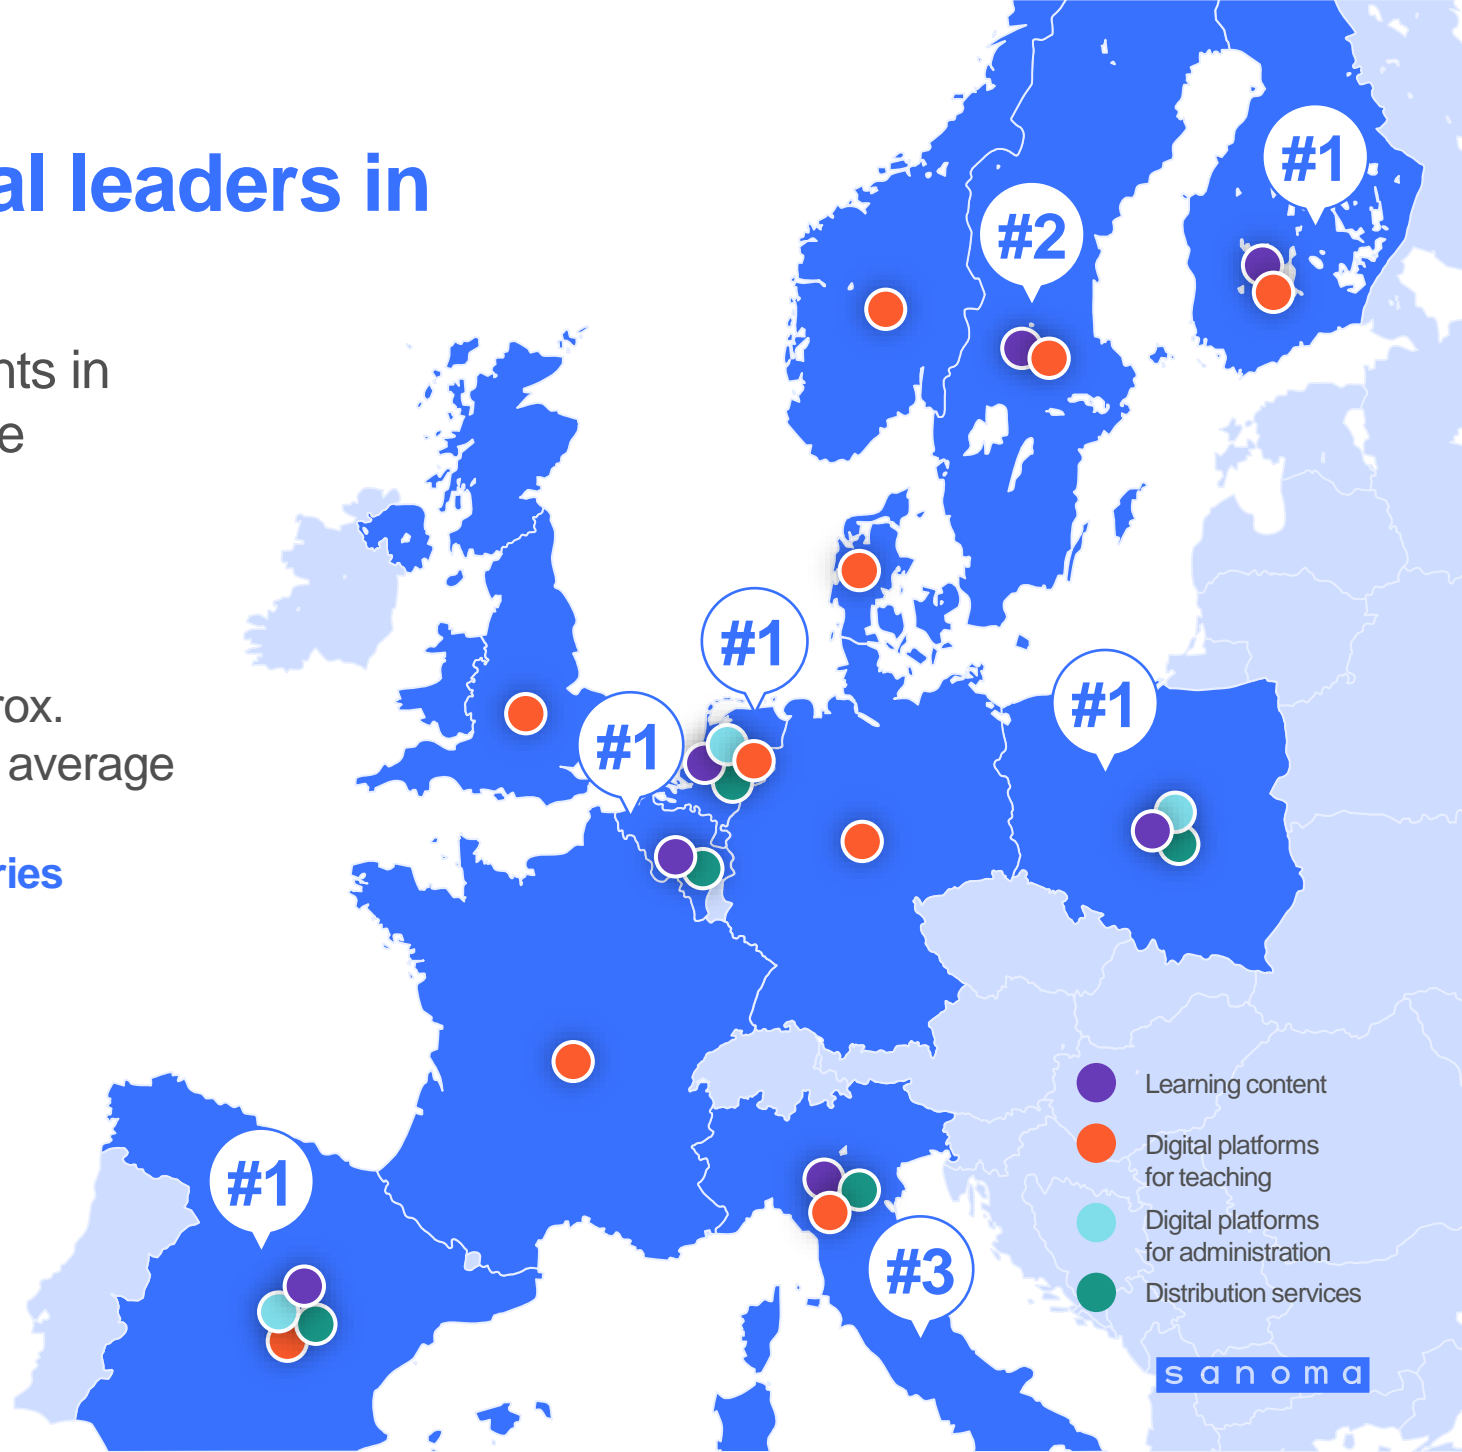 al leaders in
nts in
e
rox.
average
ries
#1
#2
#1
#1
#1
#1
#3
Learning content
Digital platforms
for teaching
Digital platforms
for administration
Distribution services
sanoma